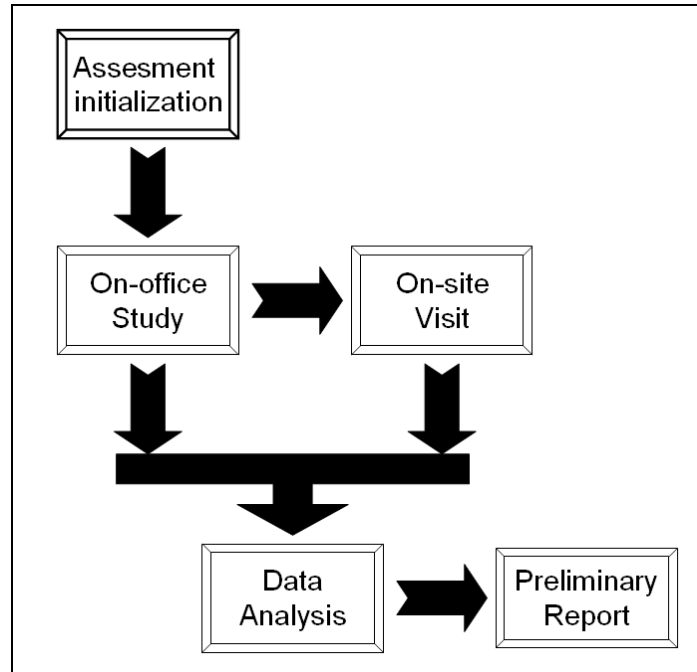 Assesment
initialization
On-office
Study
On-site
Visit
Data
Analysis
Preliminary
Report